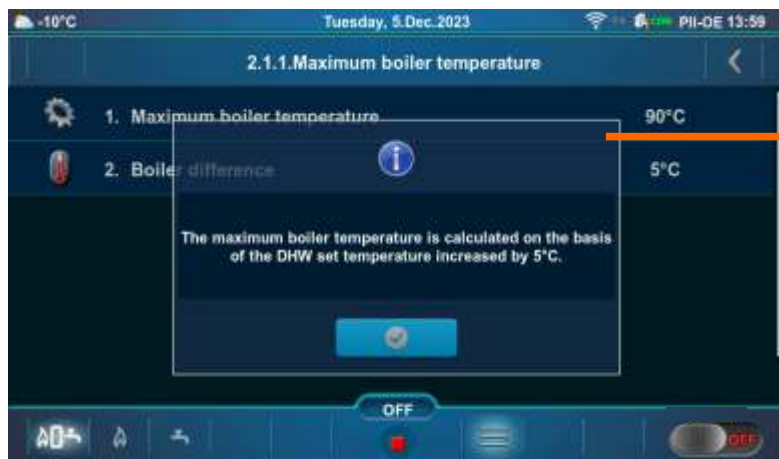 -10°C
Tuesday, 5.Dec.2023
PII-OE 13:59
2.1.1.Maximum boiler temperature
1. Maximum boiler temperature
90°C
2. Boiler difference
5°C
The maximum boiler temperature is calculated on the basis
of the DHW set temperature increased by 5°C.
OFF
OFF